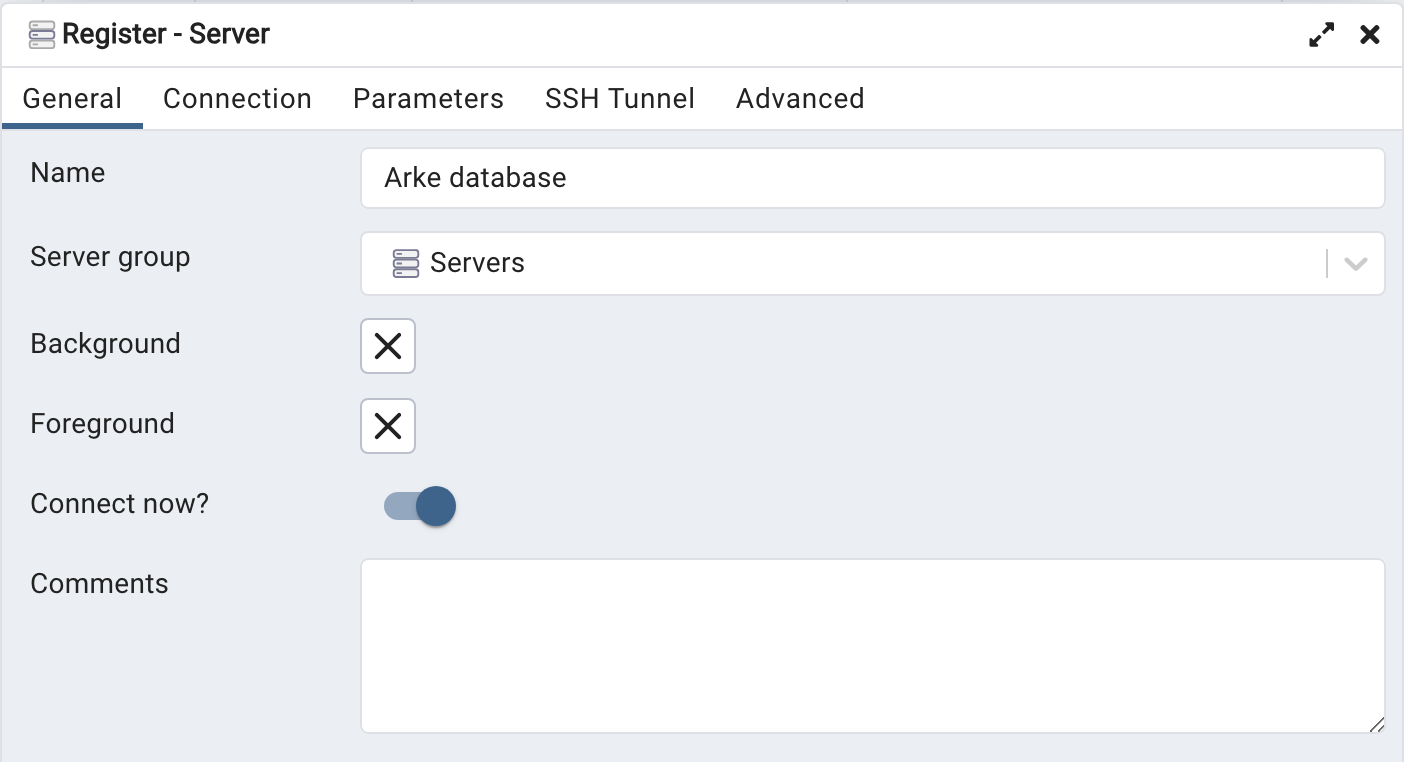 Register - Server
General Connection Parameters SSH Tunnel Advanced
Name Arke database
Server group Servers
Background
Foreground
Connect now?
Comments